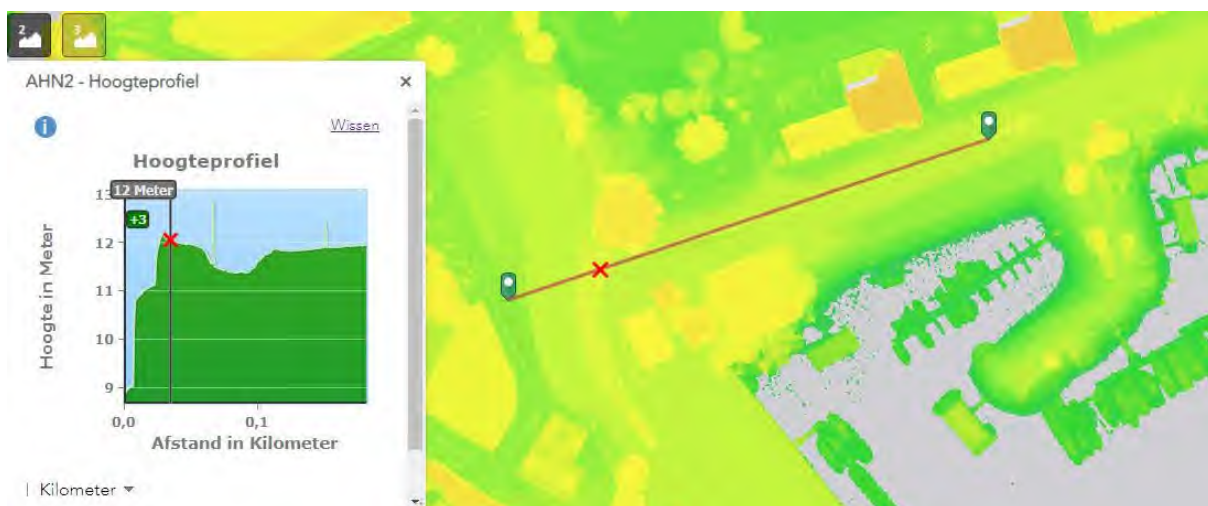 2
3
AHN2 - Hoogteprofiel ×
i Wissen
Hoogteprofiel
13
12 Meter
+3
12
11
10
9
Hoogte in Meter
0,0 0,1
Afstand in Kilometer
| Kilometer